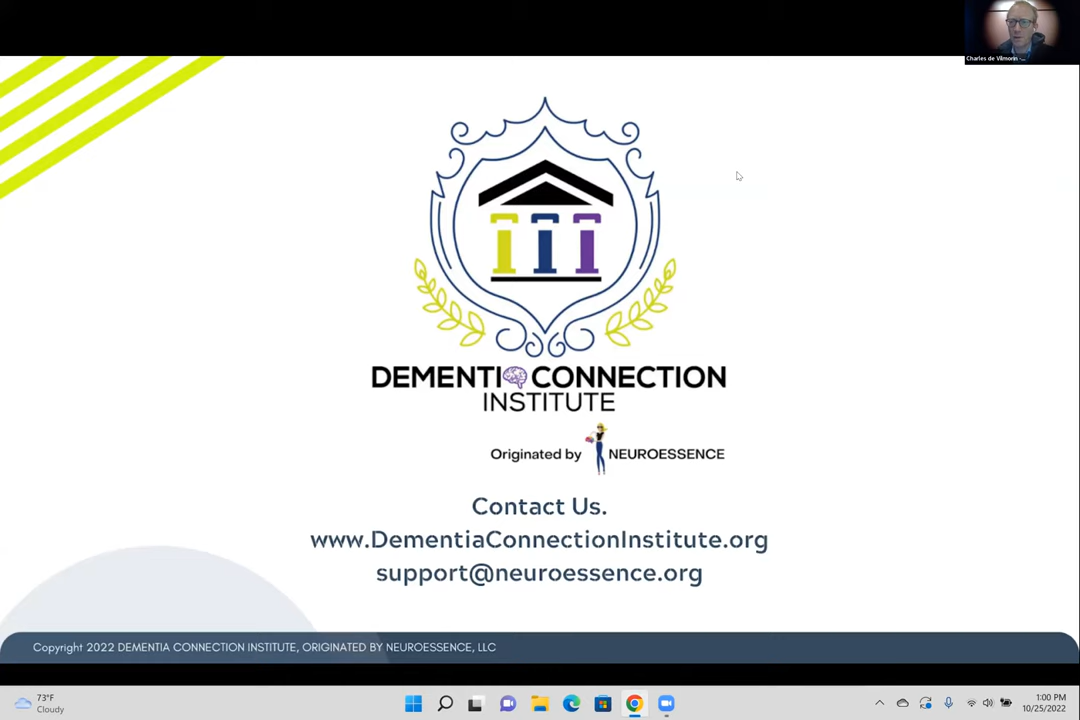 Charles de Vilmorin -...
DEMENTI CONNECTION
INSTITUTE
Originated by NEUROESSENCE
Contact Us.
www.DementiaConnectionInstitute.org
support@neuroessence.org
Copyright 2022 DEMENTIA CONNECTION INSTITUTE, ORIGINATED BY NEUROESSENCE, LLC
73°F
Cloudy
1:00 PM
10/25/2022